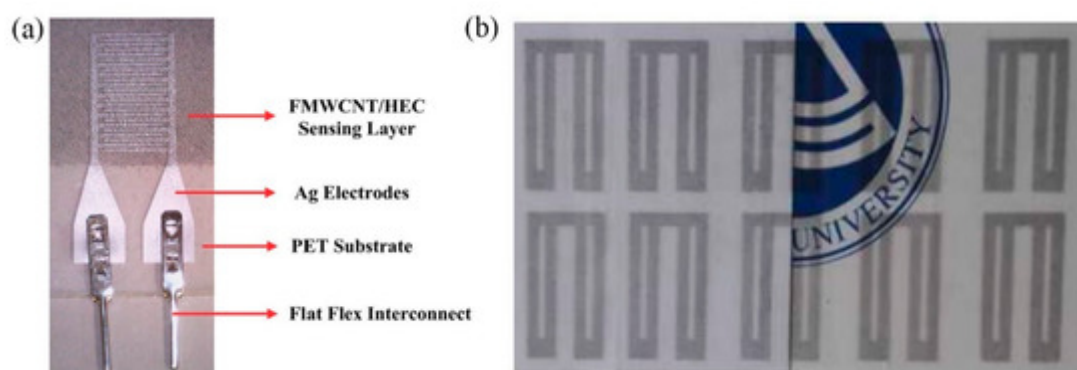 (a)
FMWCNT/HEC
Sensing Layer
Ag Electrodes
PET Substrate
Flat Flex Interconnect
(b)
UNIVERSITY